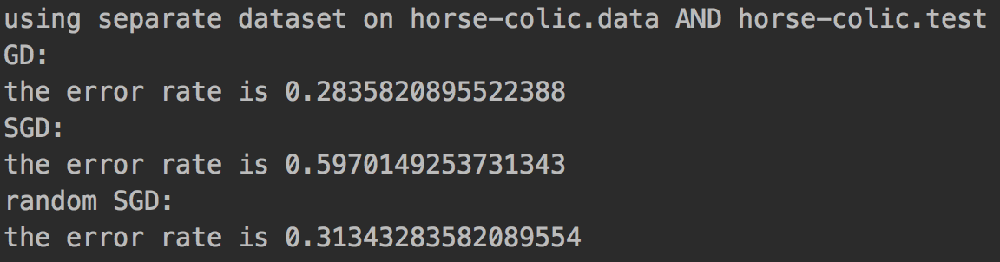 using separate dataset on horse-colic.data AND horse-colic.test
GD:
the error rate is 0.2835820895522388
SGD:
the error rate is 0.5970149253731343
random SGD:
the error rate is 0.31343283582089554